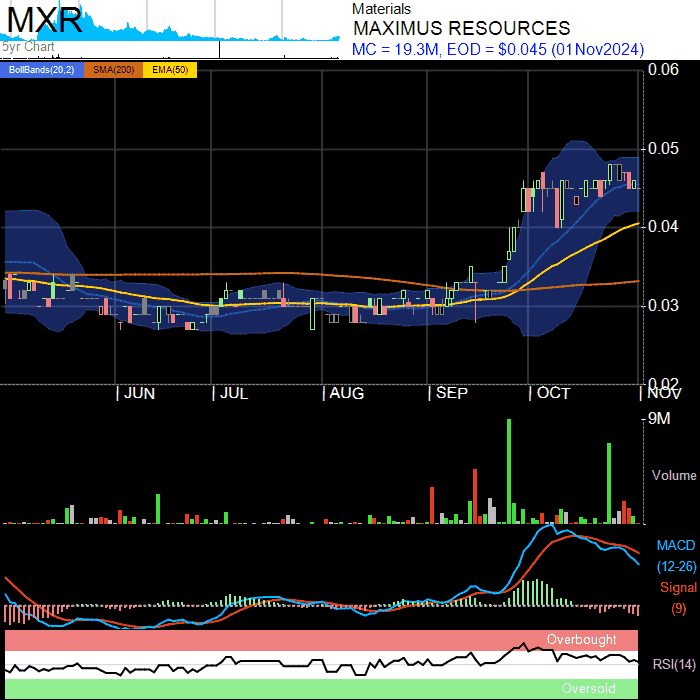 MXR
5yr Chart
Materials
MAXIMUS RESOURCES
MC = 19.3M, EOD = $0.045 (01Nov2024)
BollBands(20,2) SMA(200) EMA(50)
0.06
0.05
0.04
0.03
0.02
JUN JUL AUG SEP OCT NOV
9M
Volume
MACD
(12-26)
Signal
(9)
Overbought
RSI(14)
Oversold